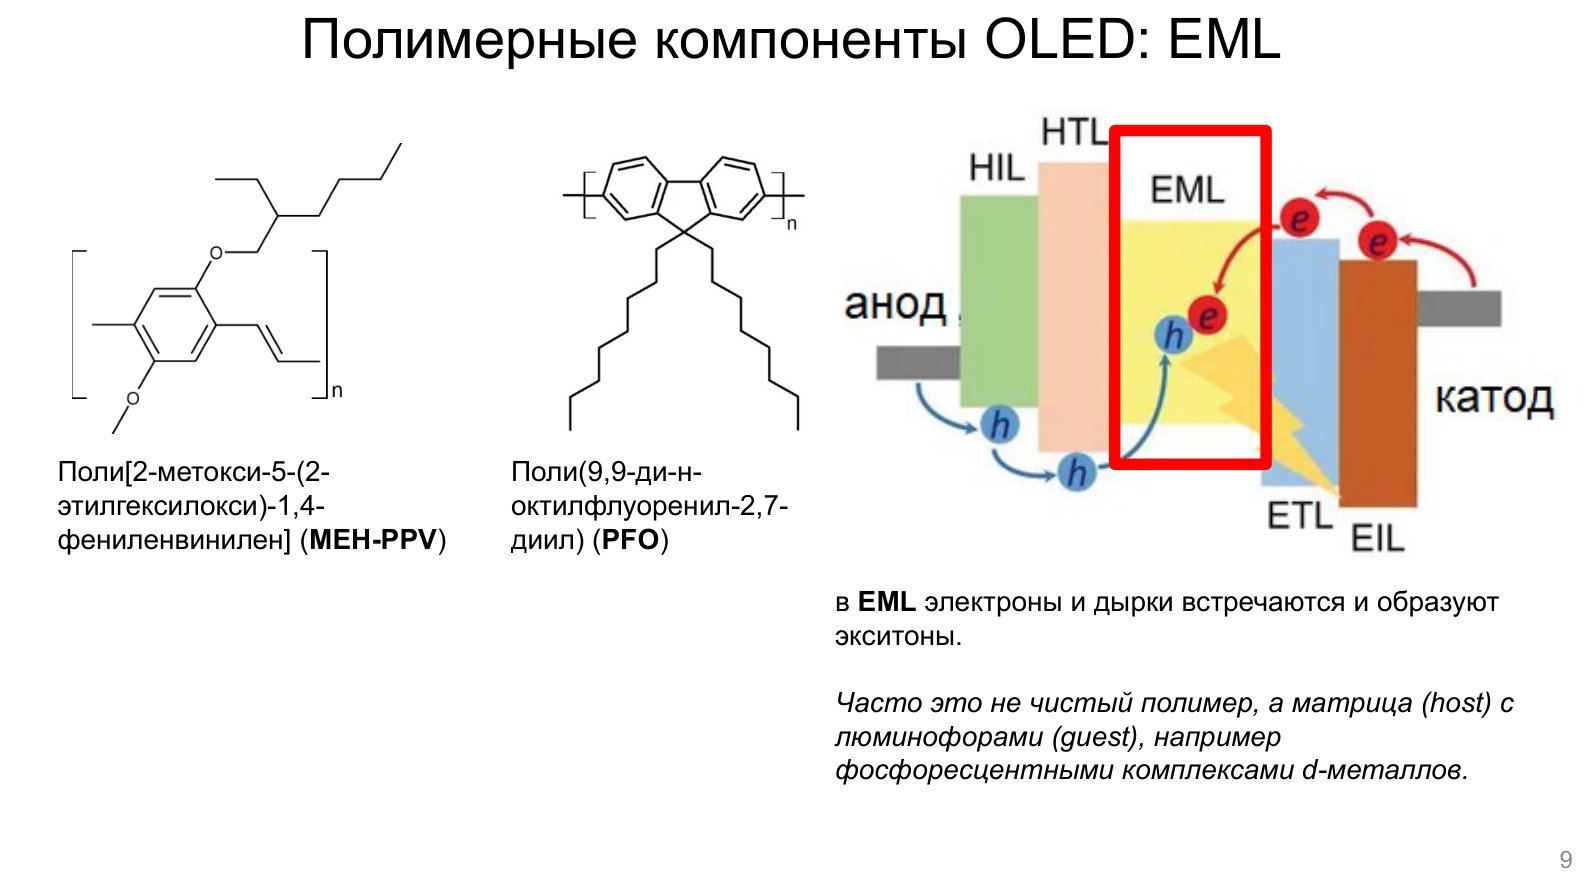 Полимерные компоненты OLED: EML
O
O
n
Поли[2-метокси-5-(2-
этилгексилокси)-1,4-
фениленвинилен] (MEH-PPV)
n
Поли(9,9-ди-н-
октилфлуоренил-2,7-
диил) (PFO)
HTL
HIL
EML
e
e
анод
e
h
катод
h
h
ETL
EIL
в EML электроны и дырки встречаются и образуют
экситоны.
Часто это не чистый полимер, а матрица (host) с
люминофорами (guest), например
фосфоресцентными комплексами d-металлов.
9